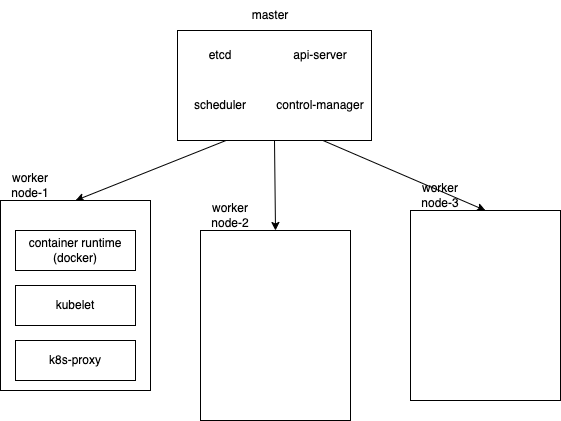 master
etcd
api-server
scheduler
control-manager
worker
node-1
worker
node-2
worker
node-3
container runtime
(docker)
kubelet
k8s-proxy